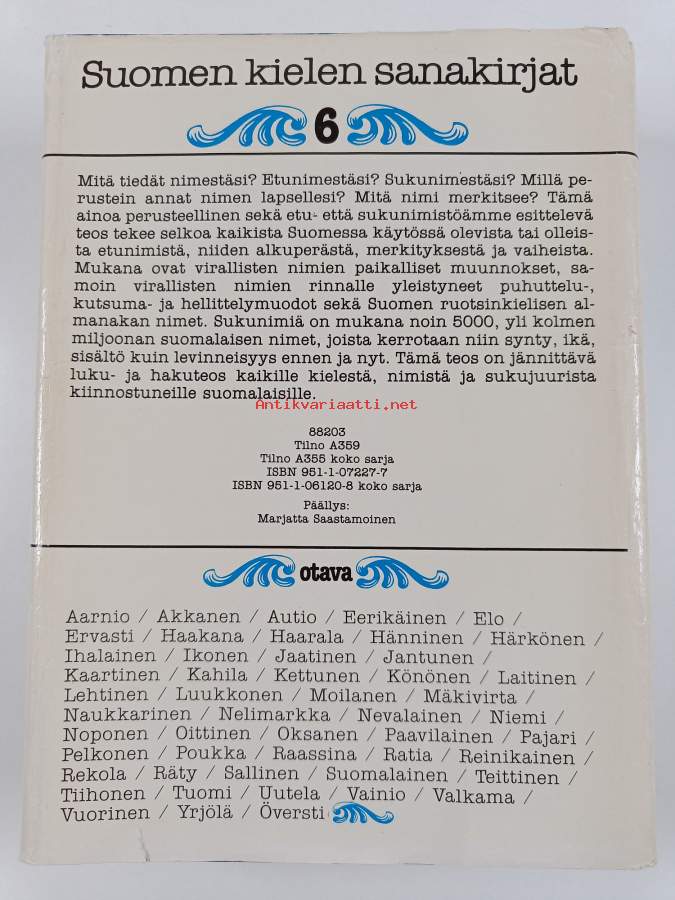 Suomen kielen sanakirjat
6
Mitä tiedät nimestäsi? Etunimestäsi? Sukunimestäsi? Millä pe-
rustein annat nimen lapsellesi? Mitä nimi merkitsee? Tämä
ainoa perusteellinen sekä etu- että sukunimistöämme esittelevä
teos tekee selkoa kaikista Suomessa käytössä olevista tai olleis-
ta etunimistä, niiden alkuperästä, merkityksestä ja vaiheista.
Mukana ovat virallisten nimien paikalliset muunnokset, sa-
moin virallisten nimien rinnalle yleistyneet puhuttelu-,
kutsuma- ja hellittelymuodot sekä Suomen ruotsinkielisen al-
manakan nimet. Sukunimiä on mukana noin 5000, yli kolmen
miljoonan suomalaisen nimet, joista kerrotaan niin synty, ikä,
sisältö kuin levinneisyys ennen ja nyt. Tämä teos on jännittävä
luku- ja hakuteos kaikille kielestä, nimistä ja sukujuurista
kiinnostuneille suomalaisille.
Antikvariaatti.net
88203
Tilno A359
Tilno A355 koko sarja
ISBN 951-1-07227-7
ISBN 951-1-06120-8 koko sarja
Päällys:
Marjatta Saastamoinen
otava
Aarnio / Akkanen / Autio / Eerikäinen / Elo /
Ervasti / Haakana / Haarala / Hänninen / Härkönen /
Ihalainen / Ikonen / Jaatinen / Jantunen /
Kaartinen / Kahila / Kettunen / Könönen / Laitinen /
Lehtinen / Luukkonen / Moilanen / Mäkivirta /
Naukkarinen / Nelimarkka / Nevalainen / Niemi /
Noponen / Oittinen / Oksanen / Paavilainen / Pajari /
Pelkonen / Poukka / Raassina / Ratia / Reinikainen /
Rekola / Räty / Sallinen / Suomalainen / Teittinen /
Tiihonen / Tuomi / Uutela / Vainio / Valkama /
Vuorinen / Yrjölä / Översti